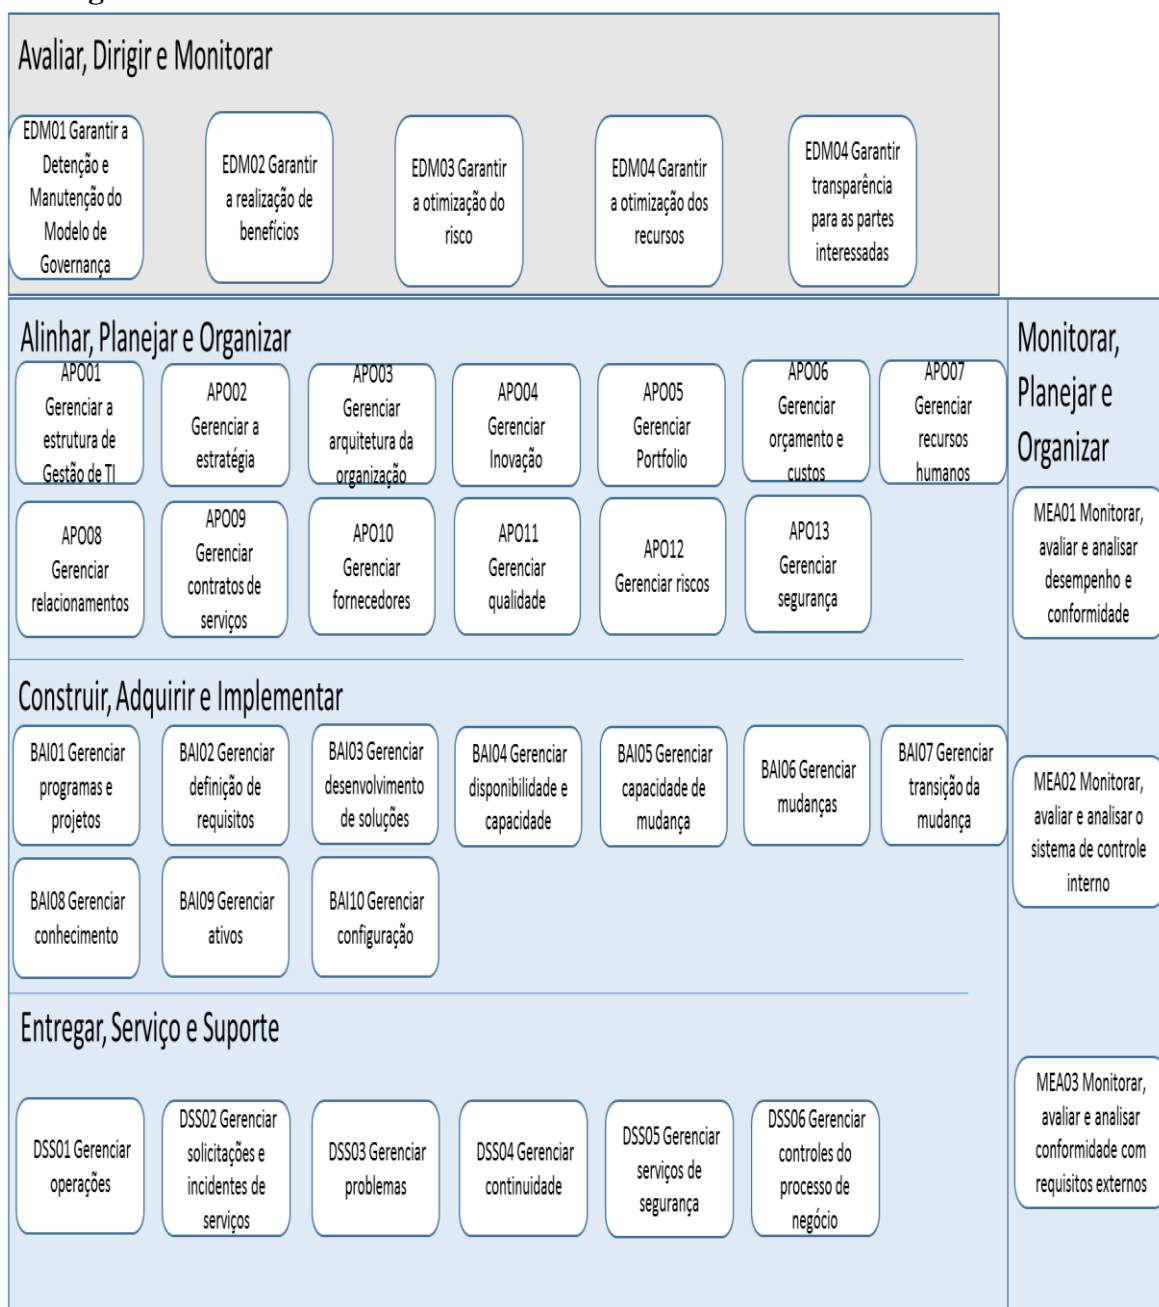 Avaliar, Dirigir e Monitorar
EDM01 Garantir a
Detenção e
Manutenção do
Modelo de
Governança
EDM02 Garantir
a realização de
benefícios
EDM03 Garantir
a otimização do
risco
EDM04 Garantir
a otimização dos
recursos
EDM04 Garantir
transparência
para as partes
interessadas
Alinhar, Planejar e Organizar
APO01
Gerenciar a
estrutura de
Gestão de TI
APO02
Gerenciar a
estratégia
APO03
Gerenciar
arquitetura da
organização
APO04
Gerenciar
Inovação
APO05
Gerenciar
Portfolio
APO06
Gerenciar
orçamento e
custos
APO07
Gerenciar
recursos
humanos
APO08
Gerenciar
relacionamentos
APO09
Gerenciar
contratos de
serviços
APO10
Gerenciar
fornecedores
APO11
Gerenciar
qualidade
APO12
Gerenciar riscos
APO13
Gerenciar
segurança
Construir, Adquirir e Implementar
BAI01 Gerenciar
programas e
projetos
BAI02 Gerenciar
definição de
requisitos
BAI03 Gerenciar
desenvolvimento
de soluções
BAI04 Gerenciar
disponibilidade e
capacidade
BAI05 Gerenciar
capacidade de
mudança
BAI06 Gerenciar
mudanças
BAI07 Gerenciar
transição da
mudança
BAI08 Gerenciar
conhecimento
BAI09 Gerenciar
ativos
BAI10 Gerenciar
configuração
Entregar, Serviço e Suporte
DSS01 Gerenciar
operações
DSS02 Gerenciar
solicitações e
incidentes de
serviços
DSS03 Gerenciar
problemas
DSS04 Gerenciar
continuidade
DSS05 Gerenciar
serviços de
segurança
DSS06 Gerenciar
controles do
processo de
negócio
Monitorar,
Planejar e
Organizar
MEA01 Monitorar,
avaliar e analisar
desempenho e
conformidade
MEA02 Monitorar,
avaliar e analisar o
sistema de controle
interno
MEA03 Monitorar,
avaliar e analisar
conformidade com
requisitos externos